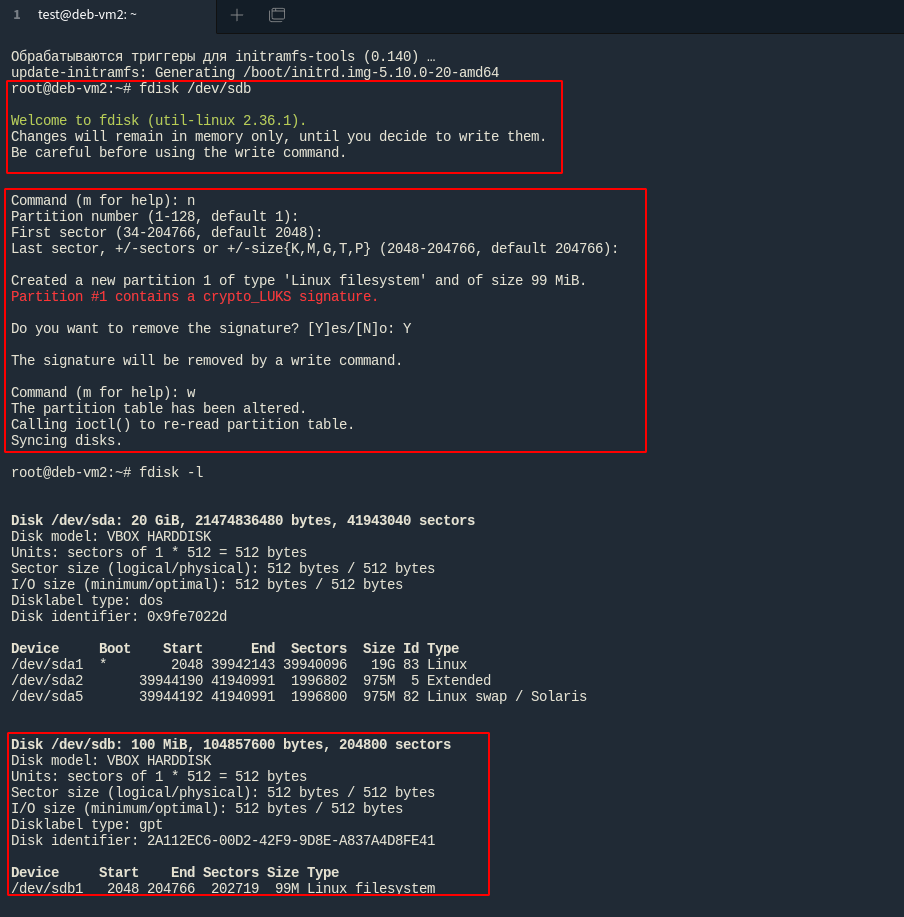 1 test@deb-vm2: ~
Обрабатываются триггеры для initramfs-tools (0.140) …
update-initramfs: Generating /boot/initrd.img-5.10.0-20-amd64
root@deb-vm2:~# fdisk /dev/sdb
Welcome to fdisk (util-linux 2.36.1).
Changes will remain in memory only, until you decide to write them.
Be careful before using the write command.
Command (m for help): n
Partition number (1-128, default 1):
First sector (34-204766, default 2048):
Last sector, +/-sectors or +/-size{K,M,G,T,P} (2048-204766, default 204766):
Created a new partition 1 of type 'Linux filesystem' and of size 99 MiB.
Partition #1 contains a crypto_LUKS signature.
Do you want to remove the signature? [Y]es/[N]o: Y
The signature will be removed by a write command.
Command (m for help): w
The partition table has been altered.
Calling ioctl() to re-read partition table.
Syncing disks.
root@deb-vm2:~# fdisk -l
Disk /dev/sda: 20 GiB, 21474836480 bytes, 41943040 sectors
Disk model: VBOX HARDDISK
Units: sectors of 1 * 512 = 512 bytes
Sector size (logical/physical): 512 bytes / 512 bytes
I/O size (minimum/optimal): 512 bytes / 512 bytes
Disklabel type: dos
Disk identifier: 0x9fe7022d
Device     Boot    Start      End  Sectors  Size Id Type
/dev/sda1  *        2048 39942143 39940096   19G 83 Linux
/dev/sda2       39944190 41940991  1996802  975M  5 Extended
/dev/sda5       39944192 41940991  1996800  975M 82 Linux swap / Solaris
Disk /dev/sdb: 100 MiB, 104857600 bytes, 204800 sectors
Disk model: VBOX HARDDISK
Units: sectors of 1 * 512 = 512 bytes
Sector size (logical/physical): 512 bytes / 512 bytes
I/O size (minimum/optimal): 512 bytes / 512 bytes
Disklabel type: gpt
Disk identifier: 2A112EC6-00D2-42F9-9D8E-A837A4D8FE41
Device     Start    End Sectors Size Type
/dev/sdb1   2048 204766  202719  99M Linux filesystem